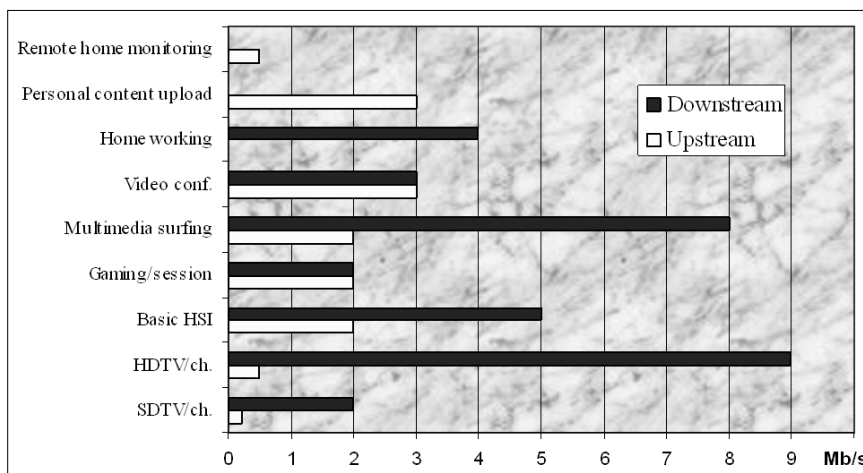 Remote home monitoring
Personal content upload
Home working
Video conf.
Multimedia surfing
Gaming/session
Basic HSI
HDTV/ch.
SDTV/ch.
Downstream
Upstream
0 1 2 3 4 5 6 7 8 9 Mb/s